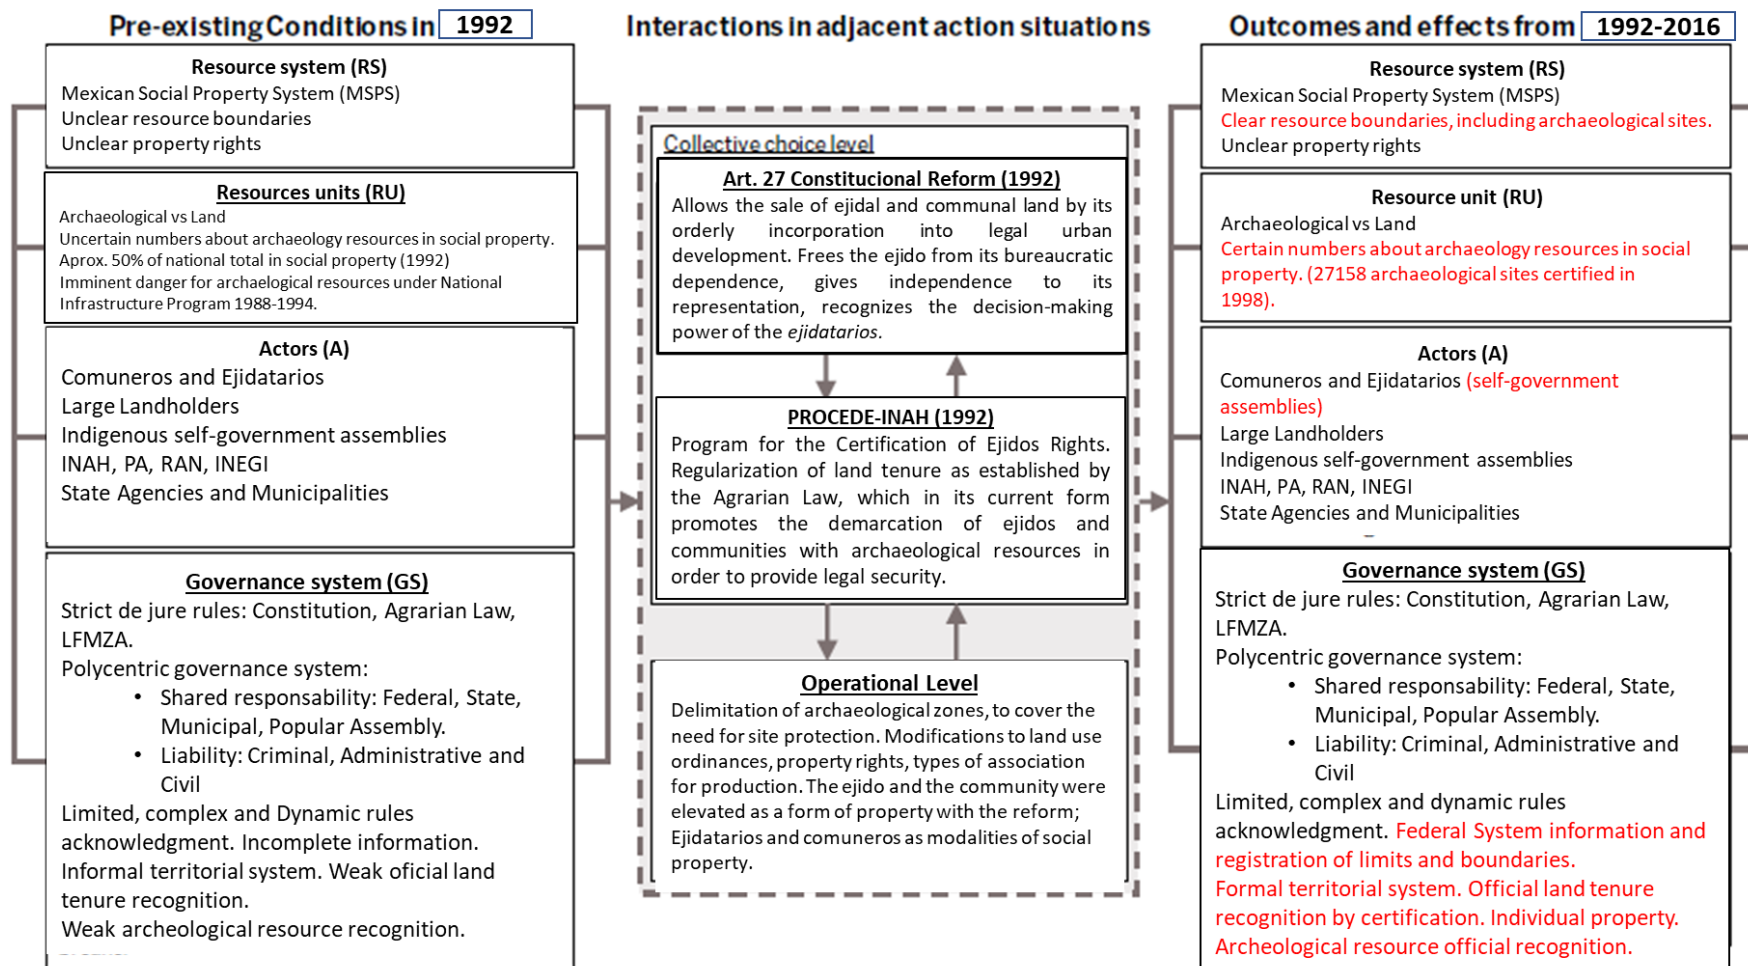 Pre-existing Conditions in 1992
Resource system (RS)
Mexican Social Property System (MSPS)
Unclear resource boundaries
Unclear property rights
Resources units (RU)
Archaeological vs Land
Uncertain numbers about archaeology resources in social property.
Aprox. 50% of national total in social property (1992)
Imminent danger for archaelogical resources under National
Infrastructure Program 1988-1994.
Actors (A)
Comuneros and Ejidatarios
Large Landholders
Indigenous self-government assemblies
INAH, PA, RAN, INEGI
State Agencies and Municipalities
Governance system (GS)
Strict de jure rules: Constitution, Agrarian Law,
LFMZA.
Polycentric governance system:
• Shared responsability: Federal, State,
Municipal, Popular Assembly.
• Liability: Criminal, Administrative and
Civil
Limited, complex and Dynamic rules
acknowledgment. Incomplete information.
Informal territorial system. Weak oficial land
tenure recognition.
Weak archeological resource recognition.
Interactions in adjacent action situations
Collective choice level
Art. 27 Constitucional Reform (1992)
Allows the sale of ejidal and communal land by its
orderly incorporation into legal urban
development. Frees the ejido from its bureaucratic
dependence, gives independence to its
representation, recognizes the decision-making
power of the ejidatarios.
PROCEDE-INAH (1992)
Program for the Certification of Ejidos Rights.
Regularization of land tenure as established by
the Agrarian Law, which in its current form
promotes the demarcation of ejidos and
communities with archaeological resources in
order to provide legal security.
Operational Level
Delimitation of archaeological zones, to cover the
need for site protection. Modifications to land use
ordinances, property rights, types of association
for production. The ejido and the community were
elevated as a form of property with the reform;
Ejidatarios and comuneros as modalities of social
property.
Outcomes and effects from 1992-2016
Resource system (RS)
Mexican Social Property System (MSPS)
Clear resource boundaries, including archaeological sites.
Unclear property rights
Resource unit (RU)
Archaeological vs Land
Certain numbers about archaeology resources in social
property. (27158 archaeological sites certified in
1998).
Actors (A)
Comuneros and Ejidatarios (self-government
assemblies)
Large Landholders
Indigenous self-government assemblies
INAH, PA, RAN, INEGI
State Agencies and Municipalities
Governance system (GS)
Strict de jure rules: Constitution, Agrarian Law,
LFMZA.
Polycentric governance system:
• Shared responsability: Federal, State,
Municipal, Popular Assembly.
• Liability: Criminal, Administrative and
Civil
Limited, complex and dynamic rules
acknowledgment. Federal System information and
registration of limits and boundaries.
Formal territorial system. Official land tenure
recognition by certification. Individual property.
Archeological resource official recognition.